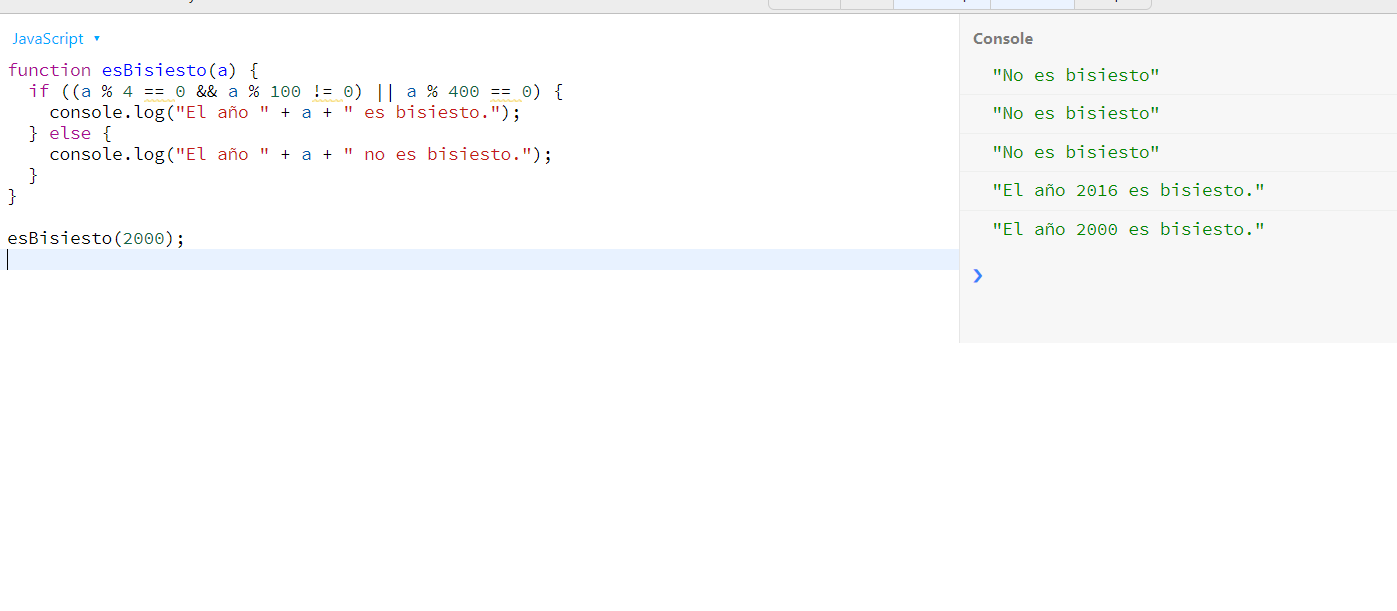 JavaScript ▾
function esBisiesto(a) {
  if ((a % 4 == 0 && a % 100 != 0) || a % 400 == 0) {
    console.log("El año " + a + " es bisiesto.");
  } else {
    console.log("El año " + a + " no es bisiesto.");
  }
}
esBisiesto(2000);
Console
"No es bisiesto"
"No es bisiesto"
"No es bisiesto"
"El año 2016 es bisiesto."
"El año 2000 es bisiesto."
❯